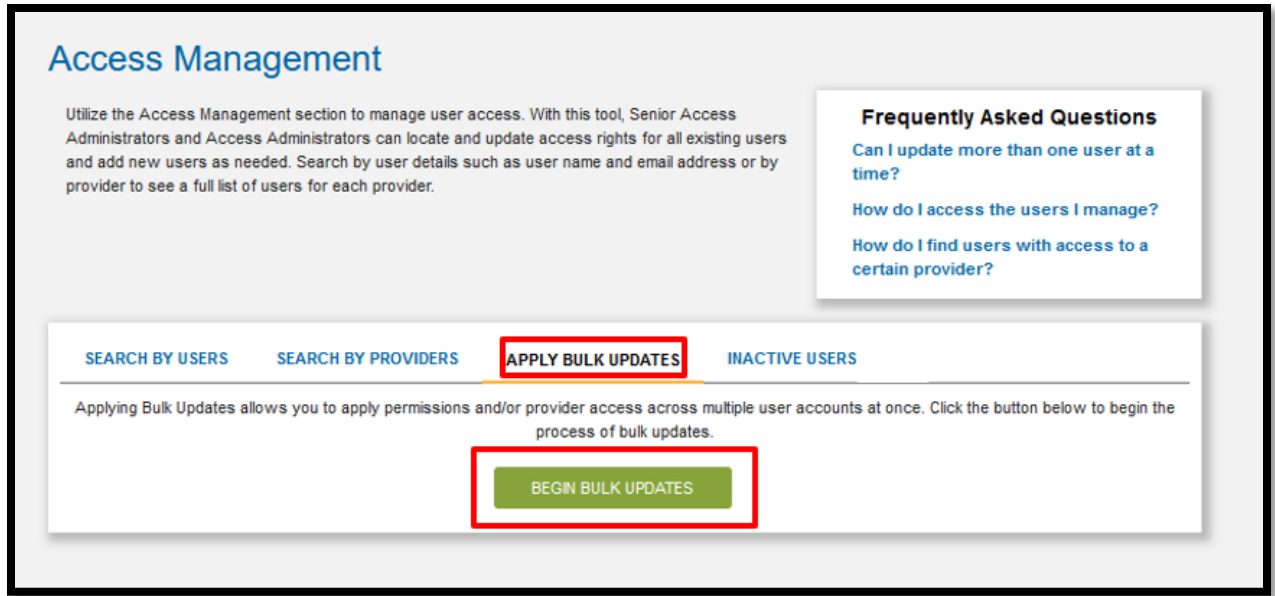 Access Management
Utilize the Access Management section to manage user access. With this tool, Senior Access
Administrators and Access Administrators can locate and update access rights for all existing users
and add new users as needed. Search by user details such as user name and email address or by
provider to see a full list of users for each provider.
Frequently Asked Questions
Can I update more than one user at a
time?
How do I access the users I manage?
How do I find users with access to a
certain provider?
SEARCH BY USERS SEARCH BY PROVIDERS APPLY BULK UPDATES INACTIVE USERS
Applying Bulk Updates allows you to apply permissions and/or provider access across multiple user accounts at once. Click the button below to begin the
process of bulk updates.
BEGIN BULK UPDATES